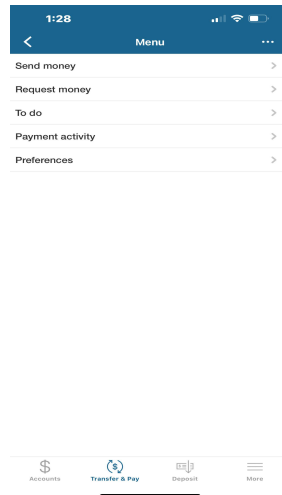 1:28
Menu
Send money
Request money
To do
Payment activity
Preferences
Accounts Transfer & Pay Deposit More